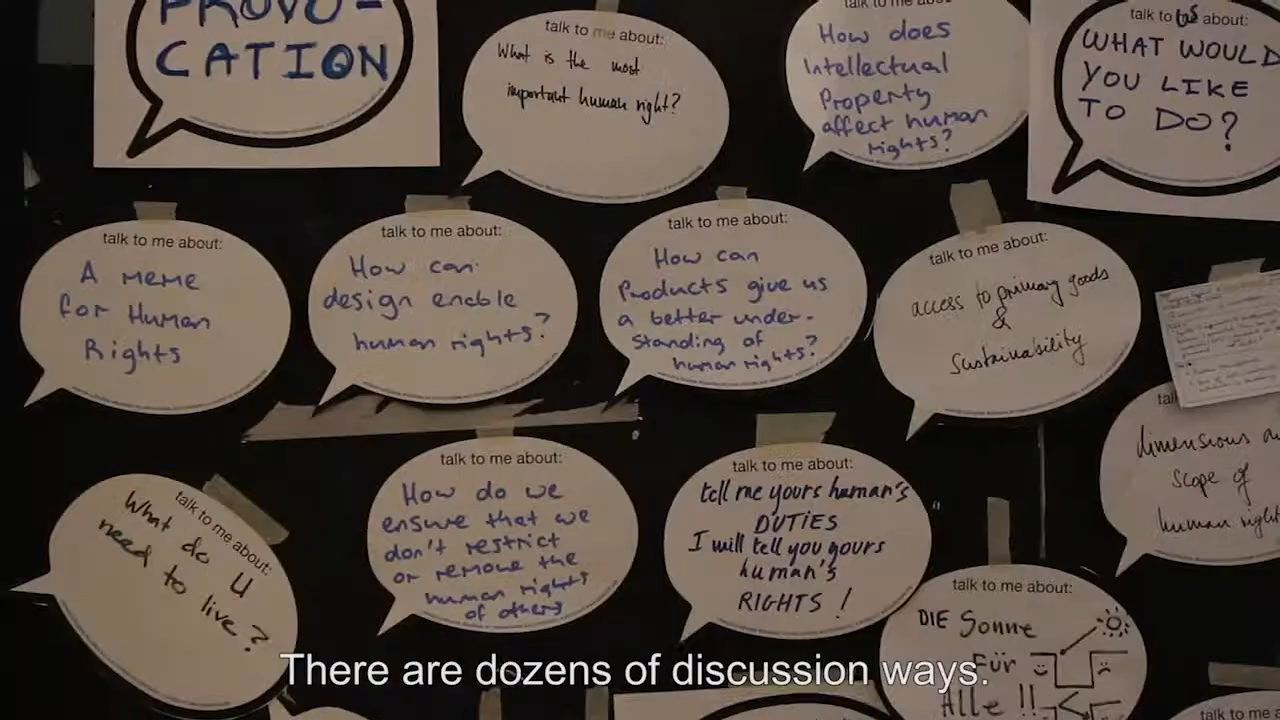 PROVO-
CATION
talk to me about:
What is the most
important human right?
talk to me about:
How does
Intellectual
Property
affect human
rights?
talk to us about:
WHAT WOULD
YOU LIKE
TO DO?
talk to me about:
A meme
for Human
Rights
talk to me about:
How can
design enable
human rights?
talk to me about:
How can
Products give us
a better under-
standing of
human rights?
talk to me about:
access to primary goods
&
sustainability
talk
dimensions
scope of
human right
talk to me about:
What do U
need to live?
talk to me about:
How do we
ensure that we
don't restrict
or remove the
human rights
of others
talk to me about:
tell me yours human's
DUTIES
I will tell you yours
human's
RIGHTS !
talk to me about:
DIE Sonne
Für
Alle !!
talk to me
There are dozens of discussion ways.